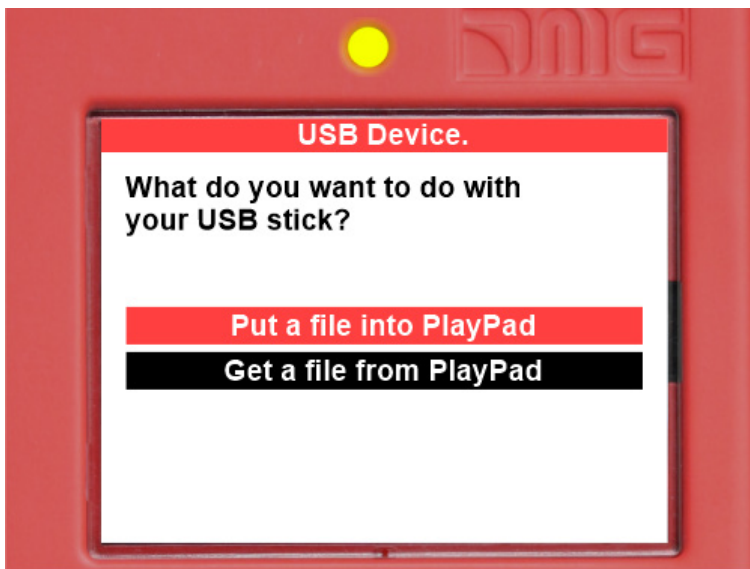 DMG
USB Device.
What do you want to do with
your USB stick?
Put a file into PlayPad
Get a file from PlayPad